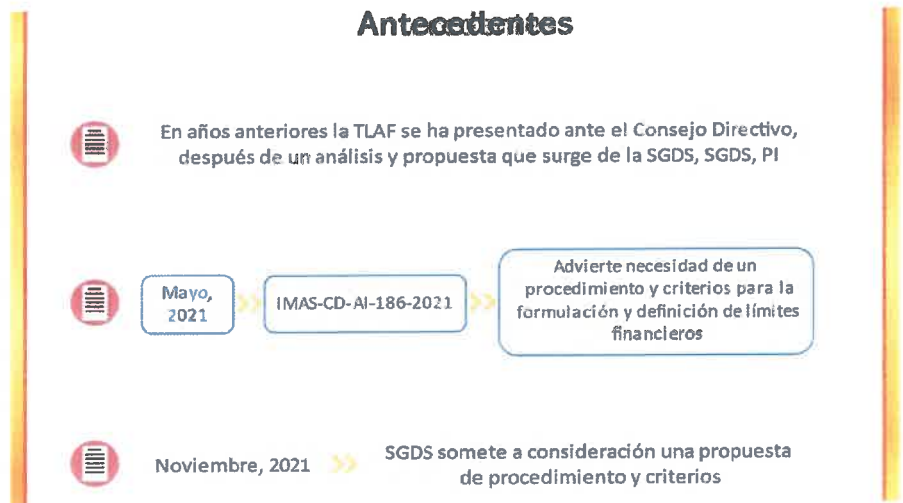 Antecedentes
En años anteriores la TLAF se ha presentado ante el Consejo Directivo,
después de un análisis y propuesta que surge de la SGDS, SGDS, PI
Mayo,
2021
IMAS-CD-AI-186-2021
Advierte necesidad de un
procedimiento y criterios para la
formulación y definición de límites
financieros
Noviembre, 2021
SGDS somete a consideración una propuesta
de procedimiento y criterios